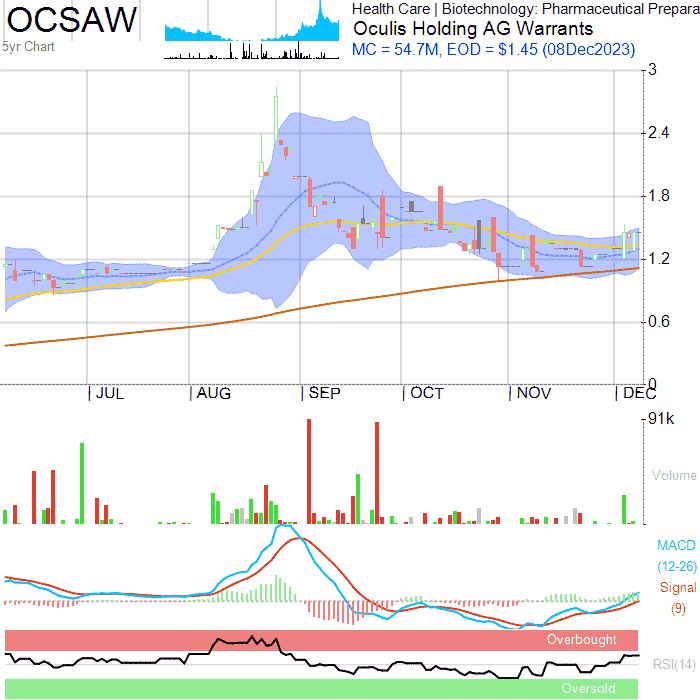 OCSAW
5yr Chart
Health Care | Biotechnology: Pharmaceutical Prepara
Oculis Holding AG Warrants
MC = 54.7M, EOD = $1.45 (08Dec2023)
3
2.4
1.8
1.2
0.6
0
JUL AUG SEP OCT NOV DEC
91k
Volume
MACD
(12-26)
Signal
(9)
Overbought
RSI(14)
Oversold